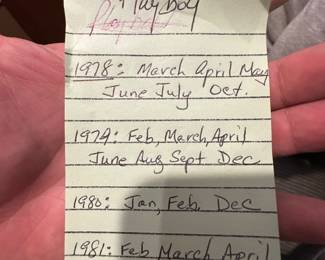 Playboy
1978: March April May
June July Oct.
1979: Feb, March, April
June Aug Sept Dec
1980: Jan, Feb, Dec
1981: Feb March April